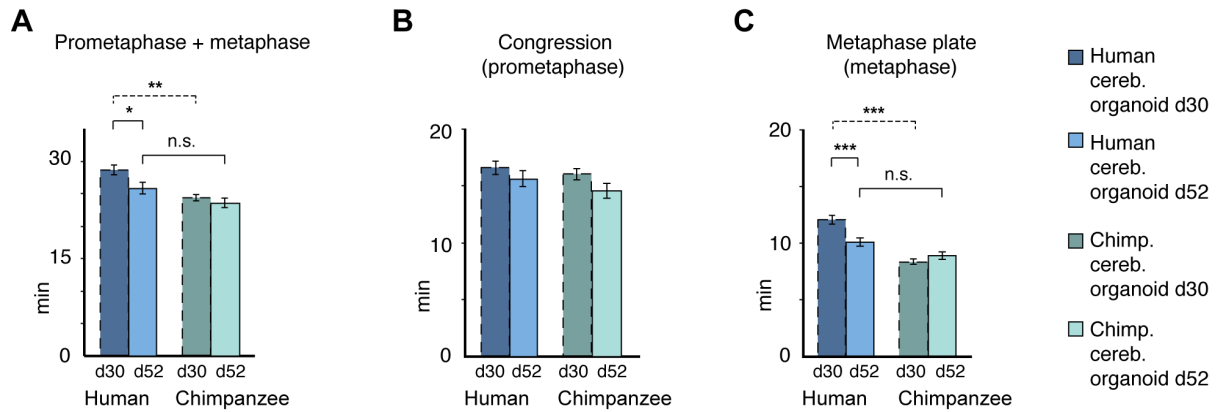 A
Prometaphase + metaphase
**
*
n.s.
30
15
0
min
d30 d52 d30 d52
Human Chimpanzee
B
Congression
(prometaphase)
20
10
0
min
d30 d52 d30 d52
Human Chimpanzee
C
Metaphase plate
(metaphase)
***
***
n.s.
20
10
0
min
d30 d52 d30 d52
Human Chimpanzee
Human
cereb.
organoid d30
Human
cereb.
organoid d52
Chimp.
cereb.
organoid d30
Chimp.
cereb.
organoid d52